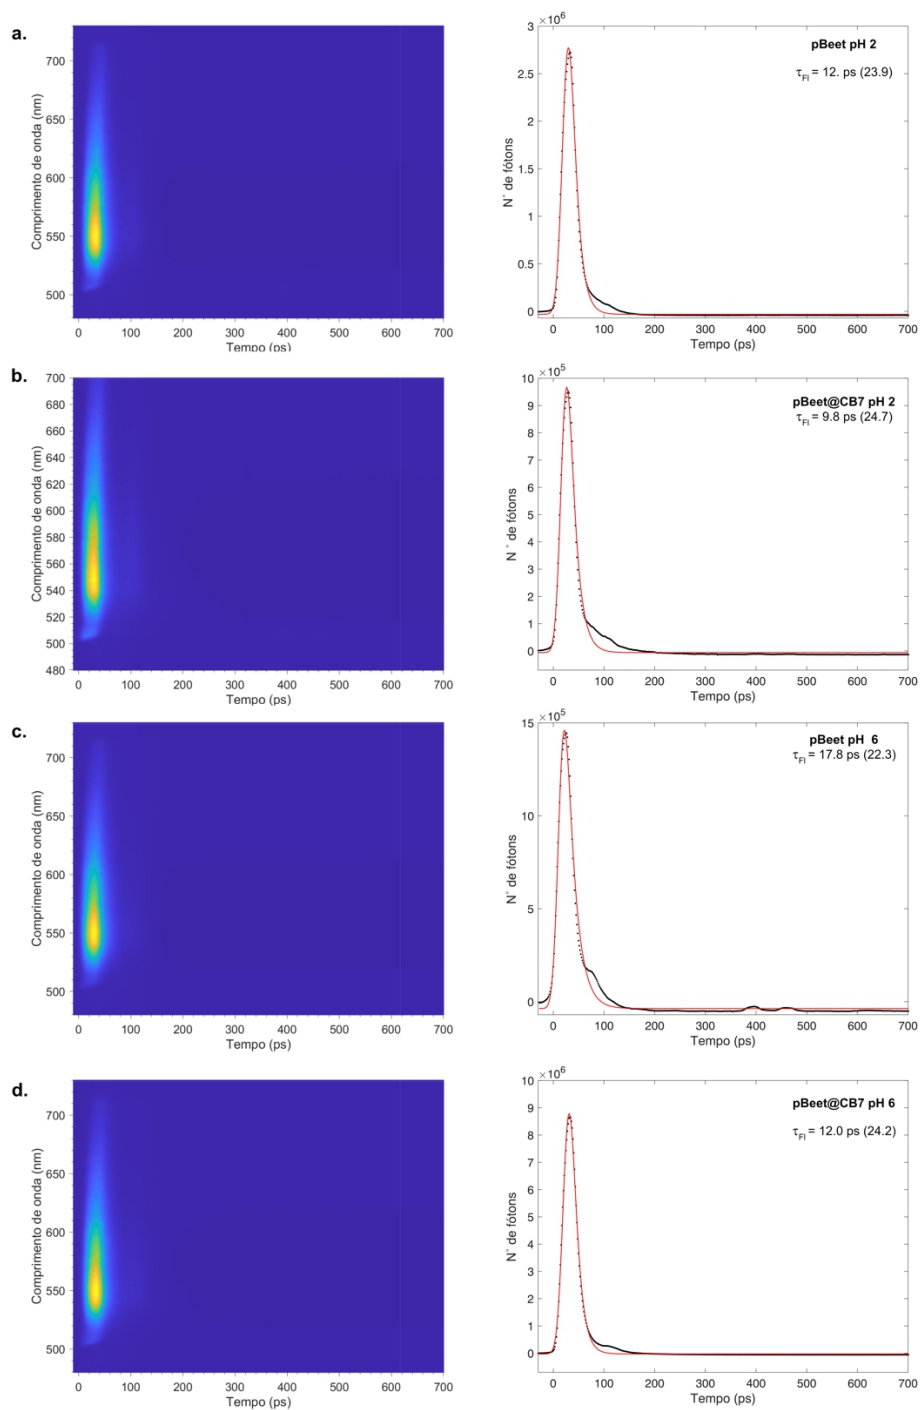 a.
Comprimento de onda (nm)
700
650
600
550
500
0 100 200 300 400 500 600 700
Tempo (ps)
×10⁶
N° de fótons
3
2.5
2
1.5
1
0.5
0
pBeet pH 2
τFl = 12. ps (23.9)
0 100 200 300 400 500 600 700
Tempo (ps)
b.
Comprimento de onda (nm)
700
680
660
640
620
600
580
560
540
520
500
480
0 100 200 300 400 500 600 700
Tempo (ps)
×10⁵
N° de fótons
10
9
8
7
6
5
4
3
2
1
0
pBeet@CB7 pH 2
τFl = 9.8 ps (24.7)
0 100 200 300 400 500 600 700
Tempo (ps)
c.
Comprimento de onda (nm)
700
650
600
550
500
0 100 200 300 400 500 600 700
Tempo (ps)
×10⁵
N° de fótons
15
10
5
0
pBeet pH 6
τFl = 17.8 ps (22.3)
0 100 200 300 400 500 600 700
Tempo (ps)
d.
Comprimento de onda (nm)
700
650
600
550
500
0 100 200 300 400 500 600 700
Tempo (ps)
×10⁶
N° de fótons
10
9
8
7
6
5
4
3
2
1
0
pBeet@CB7 pH 6
τFl = 12.0 ps (24.2)
0 100 200 300 400 500 600 700
Tempo (ps)